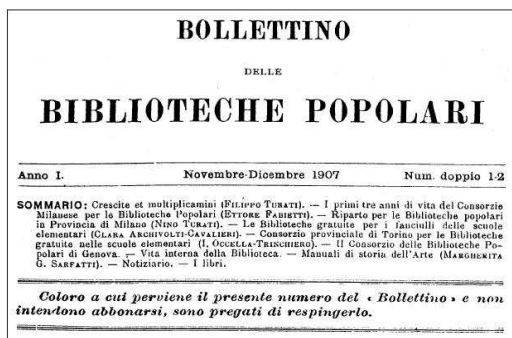 BOLLETTINO
DELLE
BIBLIOTECHE POPOLARI
Anno I. Novembre-Dicembre 1907 Num. doppio 1-2
SOMMARIO: Crescite et multiplicamini (FILIPPO TURATI). — I primi tre anni di vita del Consorzio
Milanese per le Biblioteche Popolari (ETTORE FABIETTI). — Riparto per le Biblioteche popolari
in Provincia di Milano (NINO TURATI). — Le Biblioteche gratuite per i fanciulli delle scuole
elementari (CLARA ARCHIVOLTI-CAVALIERI). — Consorzio provinciale di Torino per le Biblioteche
gratuite nelle scuole elementari (I. OCCELLA-TRINCHIERO). — Il Consorzio delle Biblioteche Po-
polari di Genova. — Vita interna della Biblioteca. — Manuali di storia dell'Arte (MARGHERITA
G. SARFATTI). — Notiziario. — I libri.
Coloro a cui perviene il presente numero del « Bollettino » e non
intendono abbonarsi, sono pregati di respingerlo.